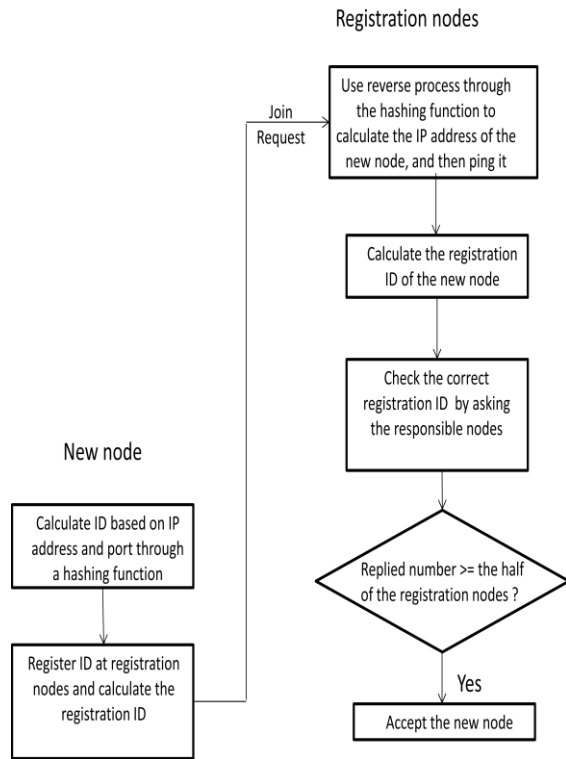 Registration nodes
Use reverse process through
the hashing function to
calculate the IP address of the
new node, and then ping it
Join
Request
Calculate the registration
ID of the new node
Check the correct
registration ID by asking
the responsible nodes
New node
Calculate ID based on IP
address and port through
a hashing function
Replied number >= the half
of the registration nodes ?
Register ID at registration
nodes and calculate the
registration ID
Yes
Accept the new node